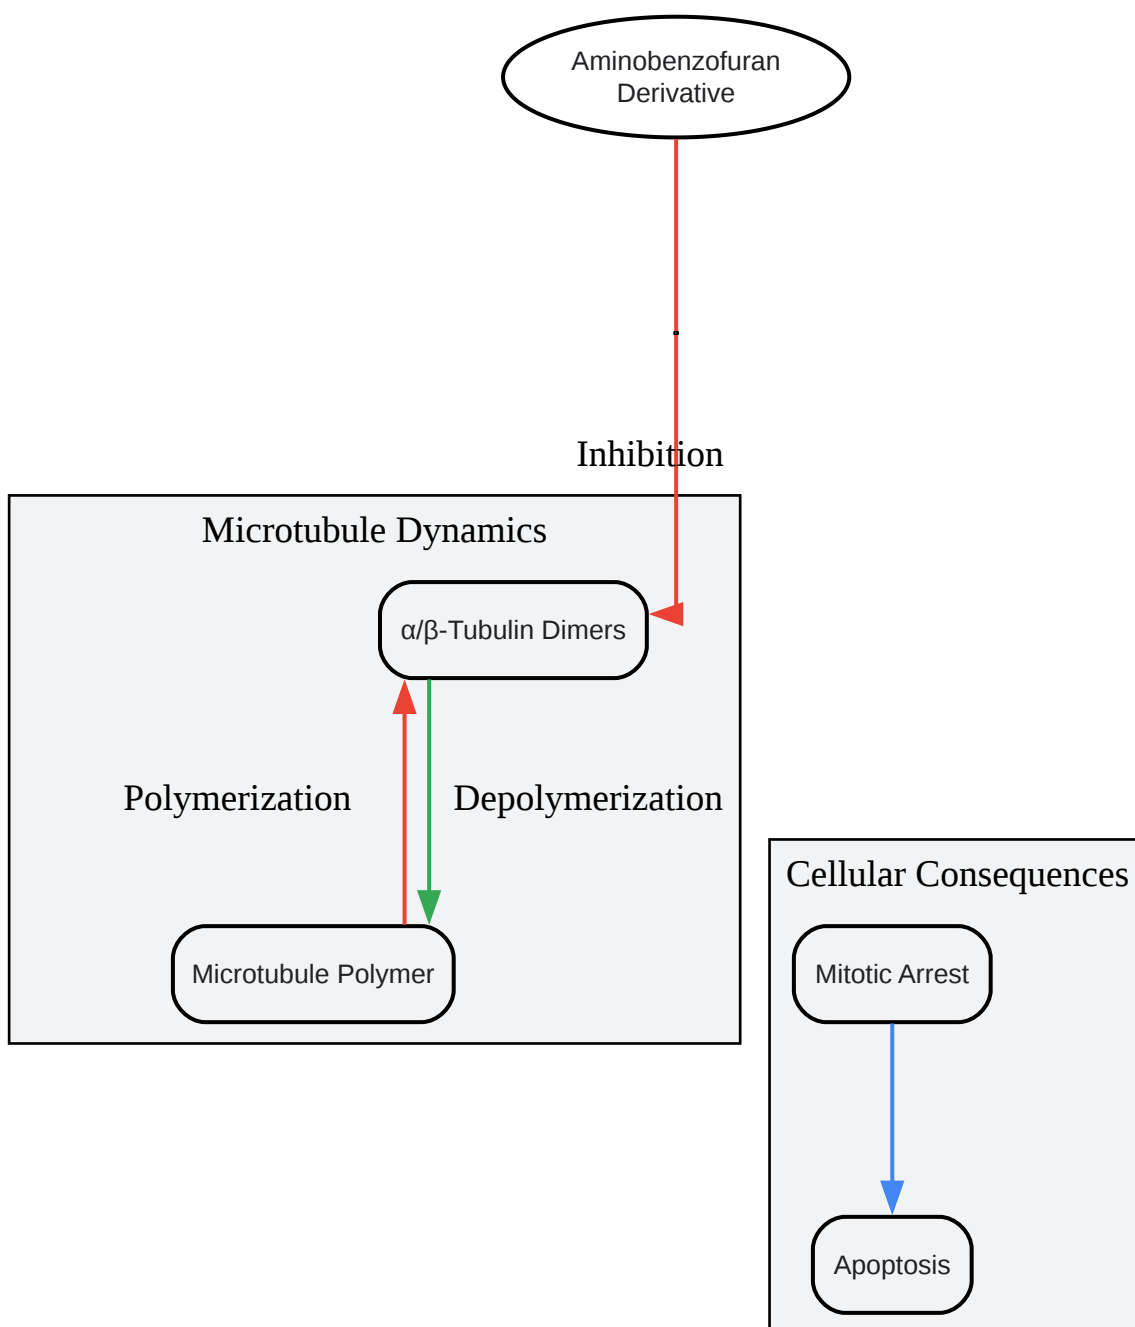 Aminobenzofuran
Derivative
Inhibition
Microtubule Dynamics
α/β-Tubulin Dimers
Polymerization
Depolymerization
Microtubule Polymer
Cellular Consequences
Mitotic Arrest
Apoptosis